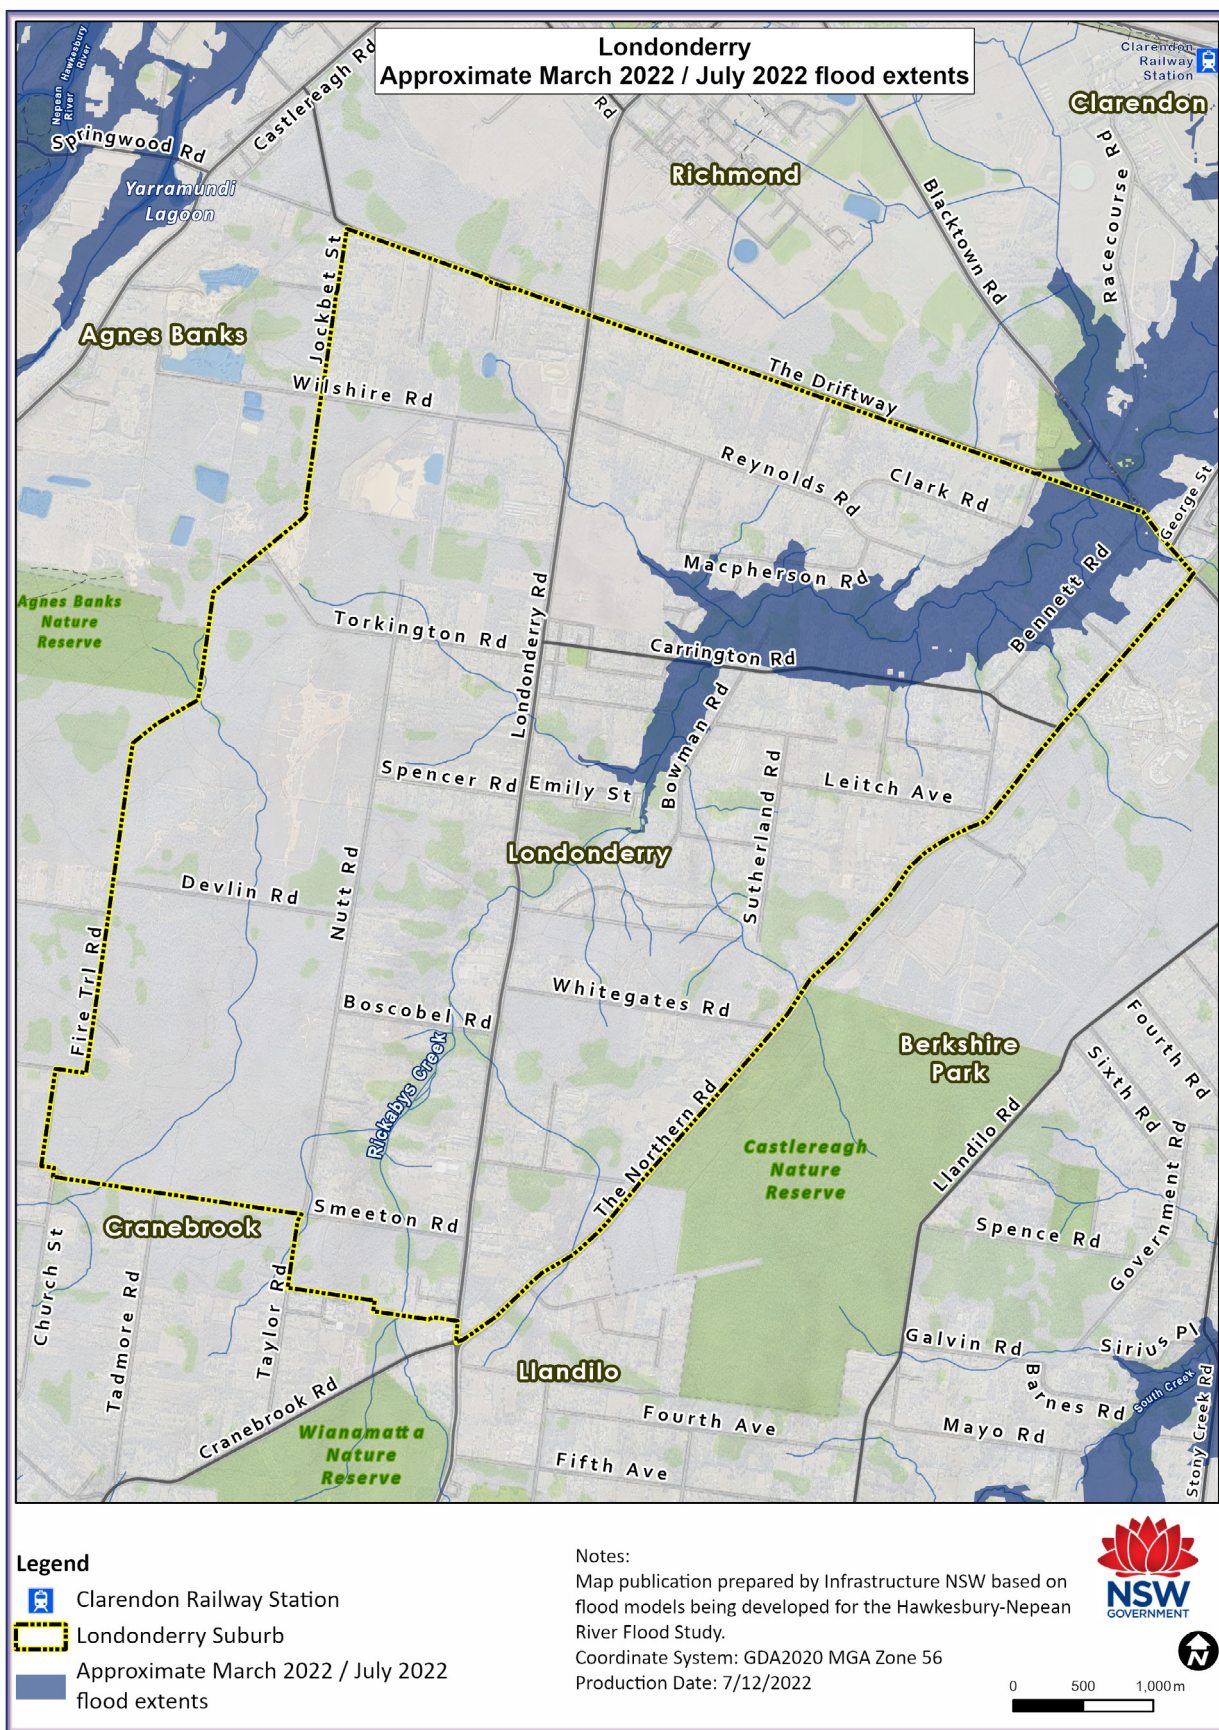 Londonderry
Approximate March 2022 / July 2022 flood extents
Clarendon
Railway
Station
Clarendon
Nepean
River
Hawkesbury
River
Springwood Rd
Castlereagh Rd
Rd
Richmond
Yarramundi
Lagoon
Blacktown Rd
Racecourse Rd
Jockbet St
Agnes Banks
Wilshire Rd
The Driftway
Reynolds Rd
Clark Rd
George St
Macpherson Rd
Bennett Rd
Agnes Banks
Nature
Reserve
Torkington Rd
Londonderry Rd
Carrington Rd
Bowman Rd
Spencer Rd
Emily St
Sutherland Rd
Leitch Ave
Londonderry
Nutt Rd
Devlin Rd
Fire Trl Rd
Boscobel Rd
Whitegates Rd
Rickabys Creek
Berkshire
Park
Fourth Rd
Sixth Rd
Castlereagh
Nature
Reserve
Llandilo Rd
Government Rd
The Northern Rd
Smeeton Rd
Cranebrook
Spence Rd
Church St
Tadmore Rd
Taylor Rd
Galvin Rd
Sirius Pl
Barnes Rd
South Creek
Stony Creek Rd
Llandilo
Cranebrook Rd
Fourth Ave
Mayo Rd
Wianamatta
Nature
Reserve
Fifth Ave
Legend
Clarendon Railway Station
Londonderry Suburb
Approximate March 2022 / July 2022
flood extents
Notes:
Map publication prepared by Infrastructure NSW based on
flood models being developed for the Hawkesbury-Nepean
River Flood Study.
Coordinate System: GDA2020 MGA Zone 56
Production Date: 7/12/2022
NSW
GOVERNMENT
N
0 500 1,000 m